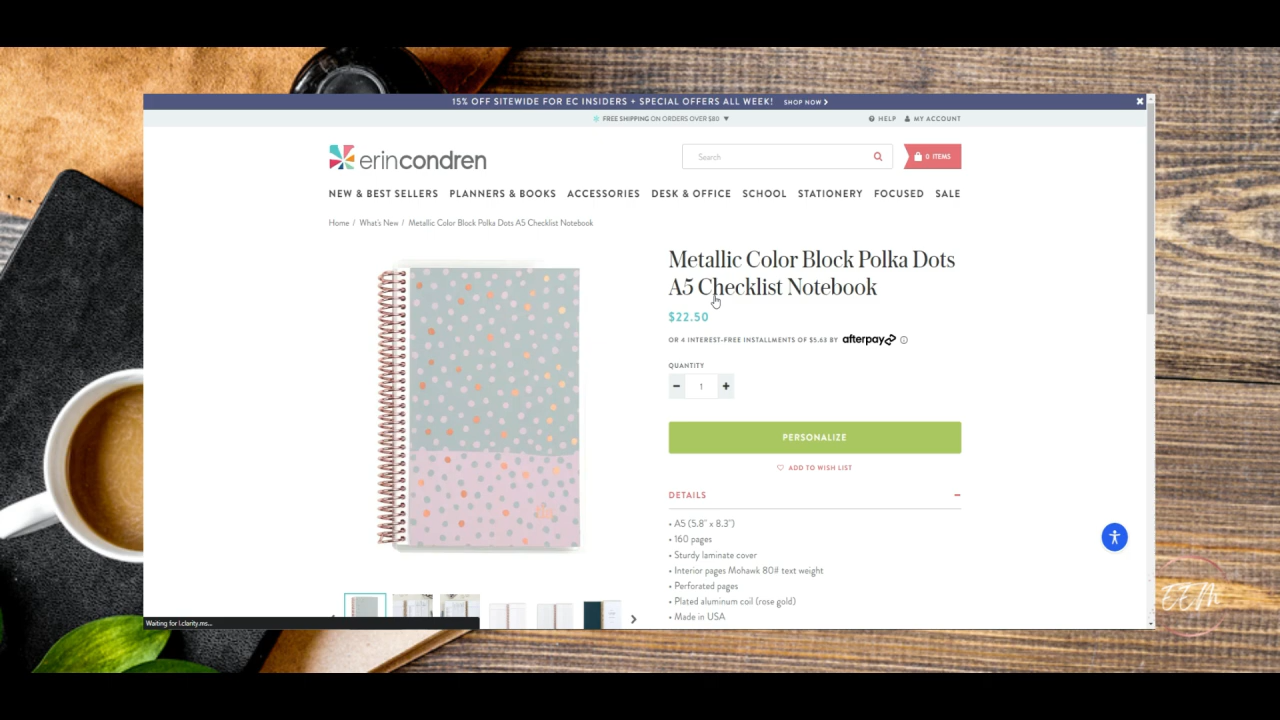 15% OFF SITEWIDE FOR EC INSIDERS + SPECIAL OFFERS ALL WEEK! SHOP NOW
FREE SHIPPING ON ORDERS OVER $80
HELP MY ACCOUNT
erincondren
Search
0 ITEMS
NEW & BEST SELLERS PLANNERS & BOOKS ACCESSORIES DESK & OFFICE SCHOOL STATIONERY FOCUSED SALE
Home / What's New / Metallic Color Block Polka Dots A5 Checklist Notebook
Metallic Color Block Polka Dots
A5 Checklist Notebook
$22.50
OR 4 INTEREST-FREE INSTALLMENTS OF $5.63 BY afterpay
QUANTITY
1
PERSONALIZE
ADD TO WISH LIST
DETAILS
• A5 (5.8" x 8.3")
• 160 pages
• Sturdy laminate cover
• Interior pages Mohawk 80# text weight
• Perforated pages
• Plated aluminum coil (rose gold)
• Made in USA
Waiting for l.clarity.ms...